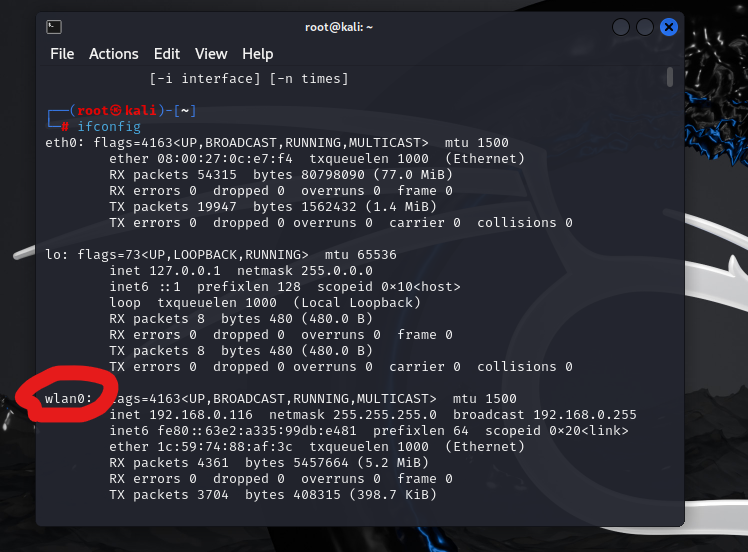 root@kali: ~
File Actions Edit View Help
[-i interface] [-n times]
┌──(root㉿kali)-[~]
└─# ifconfig
eth0: flags=4163<UP,BROADCAST,RUNNING,MULTICAST>  mtu 1500
        ether 08:00:27:0c:e7:f4  txqueuelen 1000  (Ethernet)
        RX packets 54315  bytes 80798090 (77.0 MiB)
        RX errors 0  dropped 0  overruns 0  frame 0
        TX packets 19947  bytes 1562432 (1.4 MiB)
        TX errors 0  dropped 0 overruns 0  carrier 0  collisions 0
lo: flags=73<UP,LOOPBACK,RUNNING>  mtu 65536
        inet 127.0.0.1  netmask 255.0.0.0
        inet6 ::1  prefixlen 128  scopeid 0x10<host>
        loop  txqueuelen 1000  (Local Loopback)
        RX packets 8  bytes 480 (480.0 B)
        RX errors 0  dropped 0  overruns 0  frame 0
        TX packets 8  bytes 480 (480.0 B)
        TX errors 0  dropped 0 overruns 0  carrier 0  collisions 0
wlan0: lags=4163<UP,BROADCAST,RUNNING,MULTICAST>  mtu 1500
        inet 192.168.0.116  netmask 255.255.255.0  broadcast 192.168.0.255
        inet6 fe80::63e2:a335:99db:e481  prefixlen 64  scopeid 0x20<link>
        ether 1c:59:74:88:af:3c  txqueuelen 1000  (Ethernet)
        RX packets 4361  bytes 5457664 (5.2 MiB)
        RX errors 0  dropped 0  overruns 0  frame 0
        TX packets 3704  bytes 408315 (398.7 KiB)